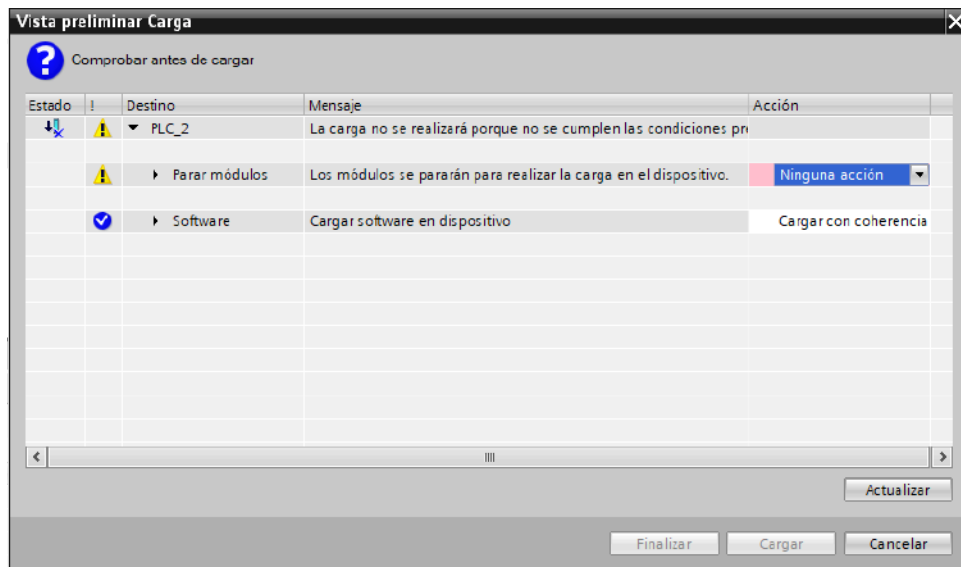 Vista preliminar Carga
Comprobar antes de cargar
Estado ! Destino Mensaje Acción
PLC_2 La carga no se realizará porque no se cumplen las condiciones pr
Parar módulos Los módulos se pararán para realizar la carga en el dispositivo. Ninguna acción
Software Cargar software en dispositivo Cargar con coherencia
Actualizar
Finalizar Cargar Cancelar